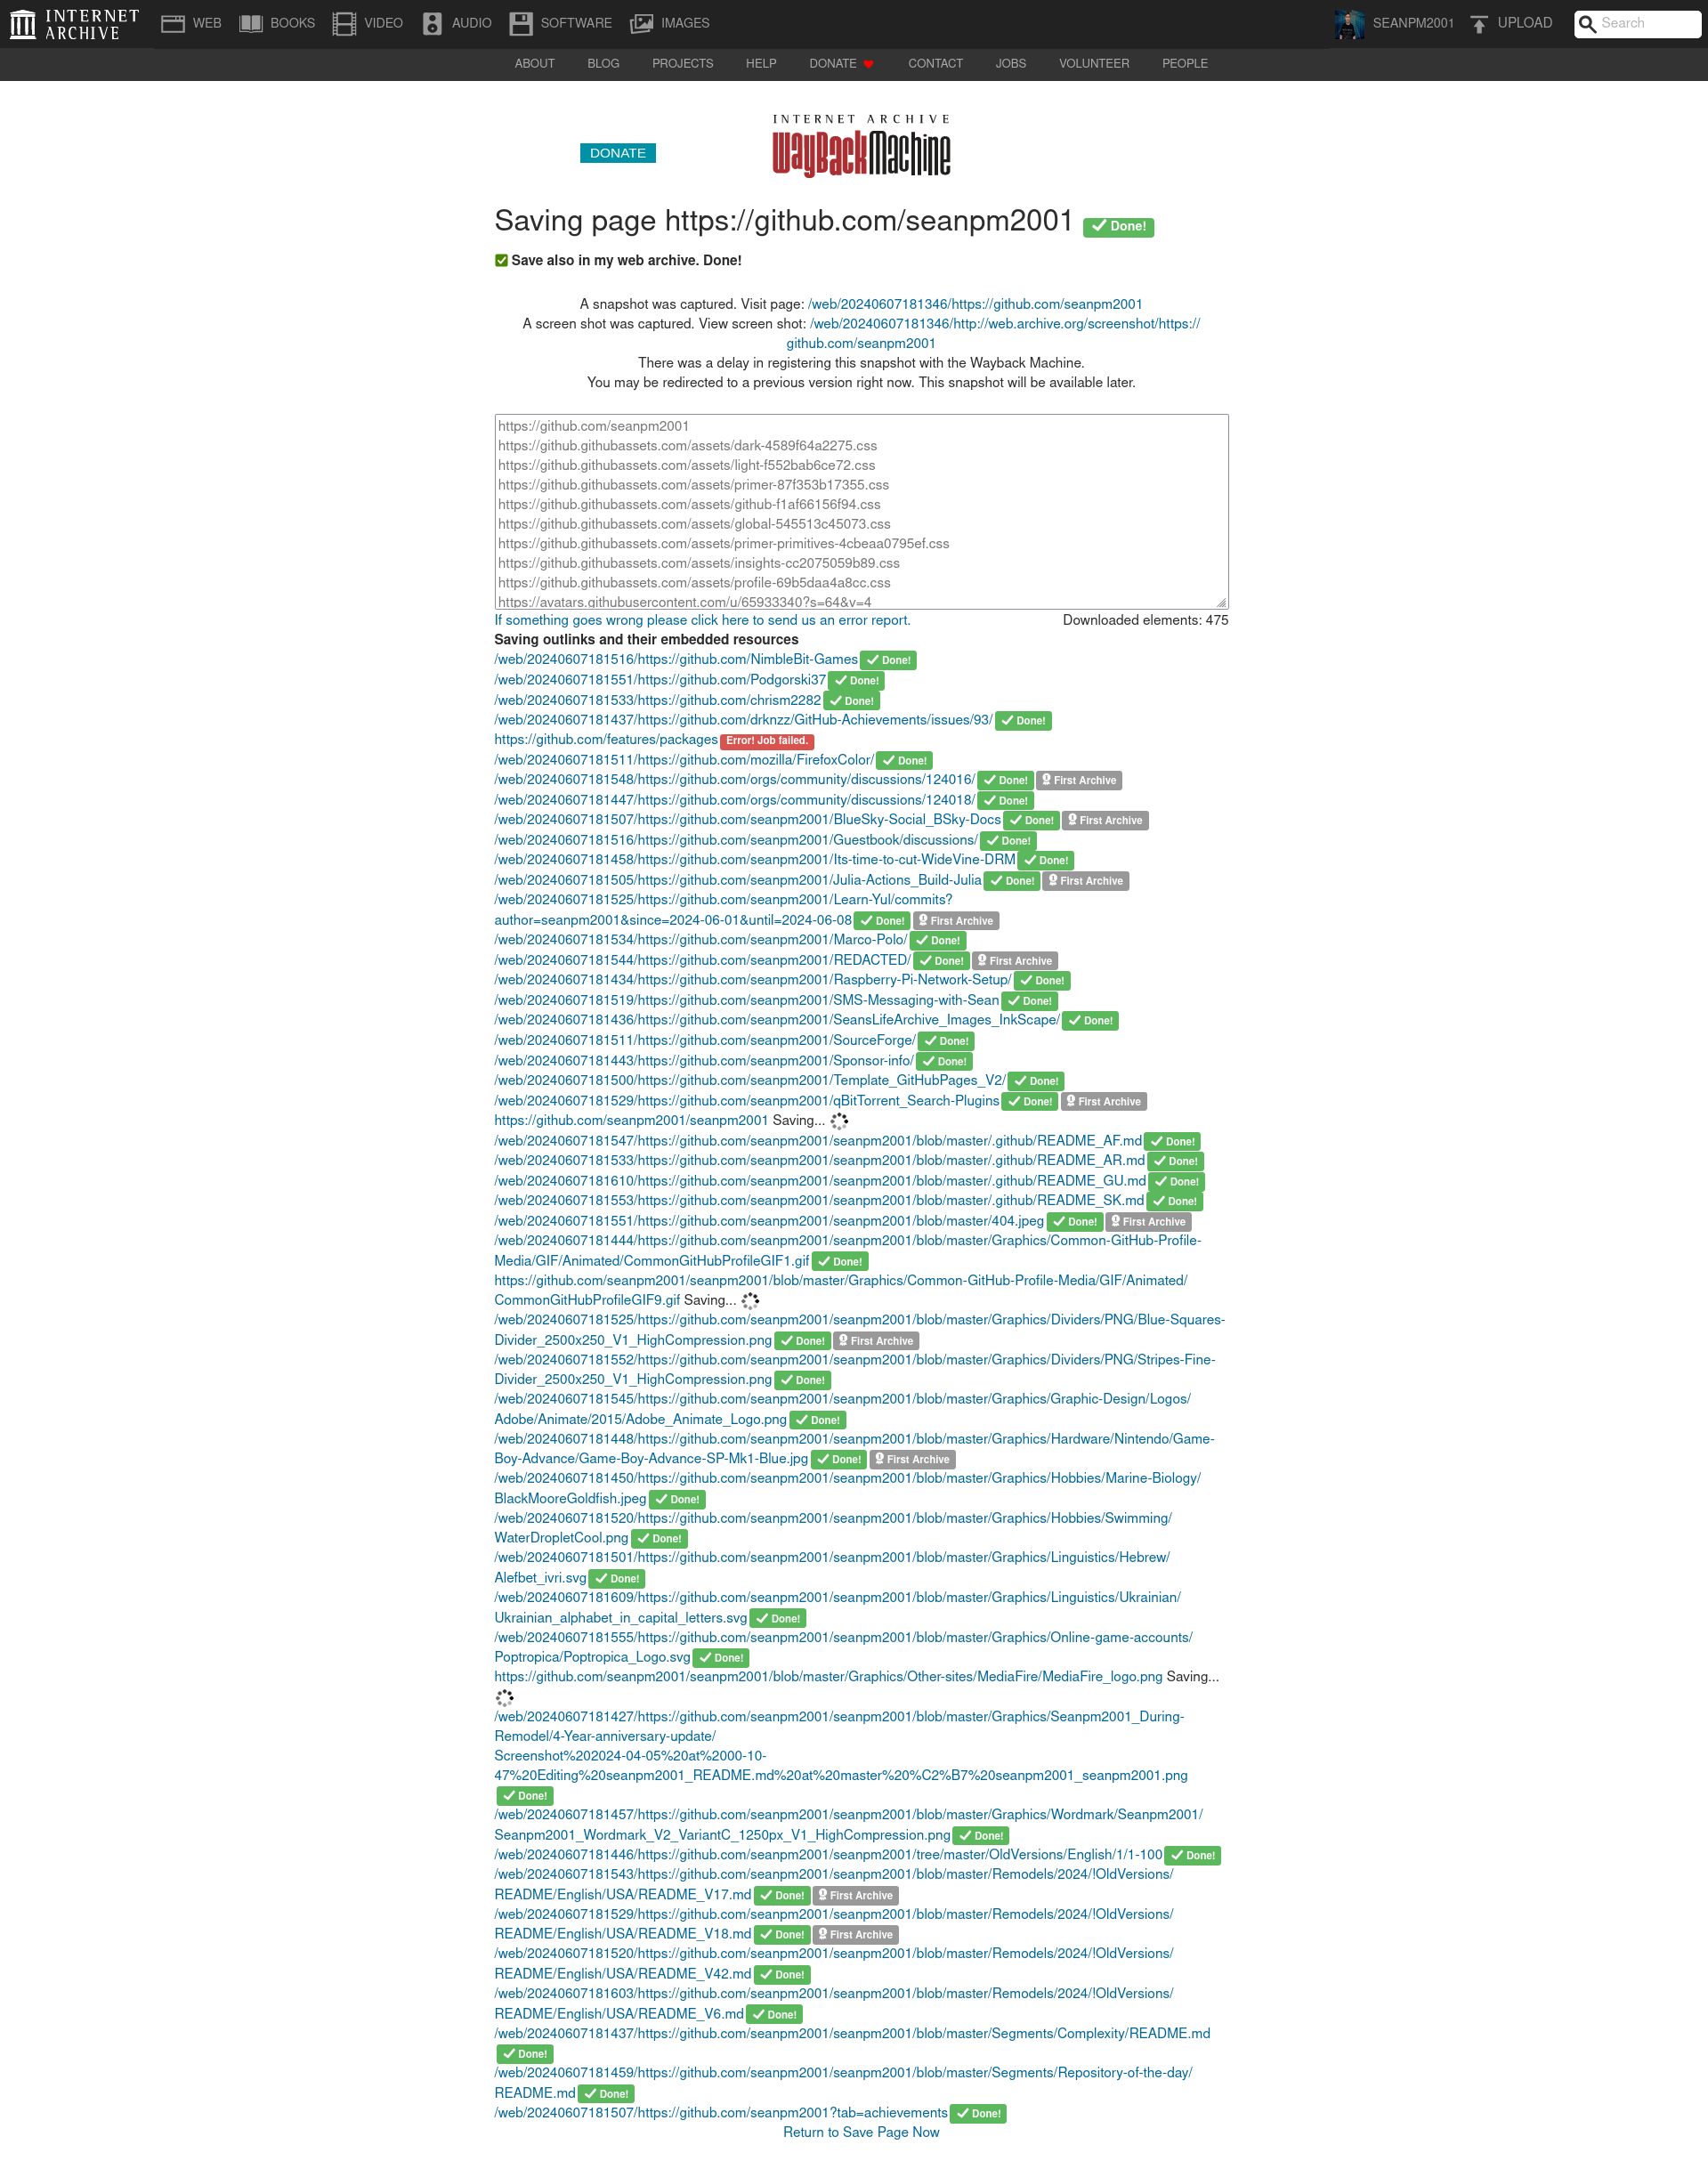 INTERNET ARCHIVE
WEB BOOKS VIDEO AUDIO SOFTWARE IMAGES SEANPM2001 UPLOAD Search
ABOUT BLOG PROJECTS HELP DONATE CONTACT JOBS VOLUNTEER PEOPLE
INTERNET ARCHIVE
DONATE
WayBackMachine
Saving page https://github.com/seanpm2001 Done!
Save also in my web archive. Done!
A snapshot was captured. Visit page: /web/20240607181346/https://github.com/seanpm2001
A screen shot was captured. View screen shot: /web/20240607181346/http://web.archive.org/screenshot/https://
github.com/seanpm2001
There was a delay in registering this snapshot with the Wayback Machine.
You may be redirected to a previous version right now. This snapshot will be available later.
https://github.com/seanpm2001
https://github.githubassets.com/assets/dark-4589f64a2275.css
https://github.githubassets.com/assets/light-f552bab6ce72.css
https://github.githubassets.com/assets/primer-87f353b17355.css
https://github.githubassets.com/assets/github-f1af66156f94.css
https://github.githubassets.com/assets/global-545513c45073.css
https://github.githubassets.com/assets/primer-primitives-4cbeaa0795ef.css
https://github.githubassets.com/assets/insights-cc2075059b89.css
https://github.githubassets.com/assets/profile-69b5daa4a8cc.css
https://avatars.githubusercontent.com/u/65933340?s=64&v=4
If something goes wrong please click here to send us an error report. Downloaded elements: 475
Saving outlinks and their embedded resources
/web/20240607181516/https://github.com/NimbleBit-Games Done!
/web/20240607181551/https://github.com/Podgorski37 Done!
/web/20240607181533/https://github.com/chrism2282 Done!
/web/20240607181437/https://github.com/drknzz/GitHub-Achievements/issues/93/ Done!
https://github.com/features/packages Error! Job failed.
/web/20240607181511/https://github.com/mozilla/FirefoxColor/ Done!
/web/20240607181548/https://github.com/orgs/community/discussions/124016/ Done! First Archive
/web/20240607181447/https://github.com/orgs/community/discussions/124018/ Done!
/web/20240607181507/https://github.com/seanpm2001/BlueSky-Social_BSky-Docs Done! First Archive
/web/20240607181516/https://github.com/seanpm2001/Guestbook/discussions/ Done!
/web/20240607181458/https://github.com/seanpm2001/Its-time-to-cut-WideVine-DRM Done!
/web/20240607181505/https://github.com/seanpm2001/Julia-Actions_Build-Julia Done! First Archive
/web/20240607181525/https://github.com/seanpm2001/Learn-Yul/commits?
author=seanpm2001&since=2024-06-01&until=2024-06-08 Done! First Archive
/web/20240607181534/https://github.com/seanpm2001/Marco-Polo/ Done!
/web/20240607181544/https://github.com/seanpm2001/REDACTED/ Done! First Archive
/web/20240607181434/https://github.com/seanpm2001/Raspberry-Pi-Network-Setup/ Done!
/web/20240607181519/https://github.com/seanpm2001/SMS-Messaging-with-Sean Done!
/web/20240607181436/https://github.com/seanpm2001/SeansLifeArchive_Images_InkScape/ Done!
/web/20240607181511/https://github.com/seanpm2001/SourceForge/ Done!
/web/20240607181443/https://github.com/seanpm2001/Sponsor-info/ Done!
/web/20240607181500/https://github.com/seanpm2001/Template_GitHubPages_V2/ Done!
/web/20240607181529/https://github.com/seanpm2001/qBitTorrent_Search-Plugins Done! First Archive
https://github.com/seanpm2001/seanpm2001 Saving...
/web/20240607181547/https://github.com/seanpm2001/seanpm2001/blob/master/.github/README_AF.md Done!
/web/20240607181533/https://github.com/seanpm2001/seanpm2001/blob/master/.github/README_AR.md Done!
/web/20240607181610/https://github.com/seanpm2001/seanpm2001/blob/master/.github/README_GU.md Done!
/web/20240607181553/https://github.com/seanpm2001/seanpm2001/blob/master/.github/README_SK.md Done!
/web/20240607181551/https://github.com/seanpm2001/seanpm2001/blob/master/404.jpeg Done! First Archive
/web/20240607181444/https://github.com/seanpm2001/seanpm2001/blob/master/Graphics/Common-GitHub-Profile-
Media/GIF/Animated/CommonGitHubProfileGIF1.gif Done!
https://github.com/seanpm2001/seanpm2001/blob/master/Graphics/Common-GitHub-Profile-Media/GIF/Animated/
CommonGitHubProfileGIF9.gif Saving...
/web/20240607181525/https://github.com/seanpm2001/seanpm2001/blob/master/Graphics/Dividers/PNG/Blue-Squares-
Divider_2500x250_V1_HighCompression.png Done! First Archive
/web/20240607181552/https://github.com/seanpm2001/seanpm2001/blob/master/Graphics/Dividers/PNG/Stripes-Fine-
Divider_2500x250_V1_HighCompression.png Done!
/web/20240607181545/https://github.com/seanpm2001/seanpm2001/blob/master/Graphics/Graphic-Design/Logos/
Adobe/Animate/2015/Adobe_Animate_Logo.png Done!
/web/20240607181448/https://github.com/seanpm2001/seanpm2001/blob/master/Graphics/Hardware/Nintendo/Game-
Boy-Advance/Game-Boy-Advance-SP-Mk1-Blue.jpg Done! First Archive
/web/20240607181450/https://github.com/seanpm2001/seanpm2001/blob/master/Graphics/Hobbies/Marine-Biology/
BlackMooreGoldfish.jpeg Done!
/web/20240607181520/https://github.com/seanpm2001/seanpm2001/blob/master/Graphics/Hobbies/Swimming/
WaterDropletCool.png Done!
/web/20240607181501/https://github.com/seanpm2001/seanpm2001/blob/master/Graphics/Linguistics/Hebrew/
Alefbet_ivri.svg Done!
/web/20240607181609/https://github.com/seanpm2001/seanpm2001/blob/master/Graphics/Linguistics/Ukrainian/
Ukrainian_alphabet_in_capital_letters.svg Done!
/web/20240607181555/https://github.com/seanpm2001/seanpm2001/blob/master/Graphics/Online-game-accounts/
Poptropica/Poptropica_Logo.svg Done!
https://github.com/seanpm2001/seanpm2001/blob/master/Graphics/Other-sites/MediaFire/MediaFire_logo.png Saving...
/web/20240607181427/https://github.com/seanpm2001/seanpm2001/blob/master/Graphics/Seanpm2001_During-
Remodel/4-Year-anniversary-update/
Screenshot%202024-04-05%20at%2000-10-
47%20Editing%20seanpm2001_README.md%20at%20master%20%C2%B7%20seanpm2001_seanpm2001.png
Done!
/web/20240607181457/https://github.com/seanpm2001/seanpm2001/blob/master/Graphics/Wordmark/Seanpm2001/
Seanpm2001_Wordmark_V2_VariantC_1250px_V1_HighCompression.png Done!
/web/20240607181446/https://github.com/seanpm2001/seanpm2001/tree/master/OldVersions/English/1/1-100 Done!
/web/20240607181543/https://github.com/seanpm2001/seanpm2001/blob/master/Remodels/2024/!OldVersions/
README/English/USA/README_V17.md Done! First Archive
/web/20240607181529/https://github.com/seanpm2001/seanpm2001/blob/master/Remodels/2024/!OldVersions/
README/English/USA/README_V18.md Done! First Archive
/web/20240607181520/https://github.com/seanpm2001/seanpm2001/blob/master/Remodels/2024/!OldVersions/
README/English/USA/README_V42.md Done!
/web/20240607181603/https://github.com/seanpm2001/seanpm2001/blob/master/Remodels/2024/!OldVersions/
README/English/USA/README_V6.md Done!
/web/20240607181437/https://github.com/seanpm2001/seanpm2001/blob/master/Segments/Complexity/README.md
Done!
/web/20240607181459/https://github.com/seanpm2001/seanpm2001/blob/master/Segments/Repository-of-the-day/
README.md Done!
/web/20240607181507/https://github.com/seanpm2001?tab=achievements Done!
Return to Save Page Now